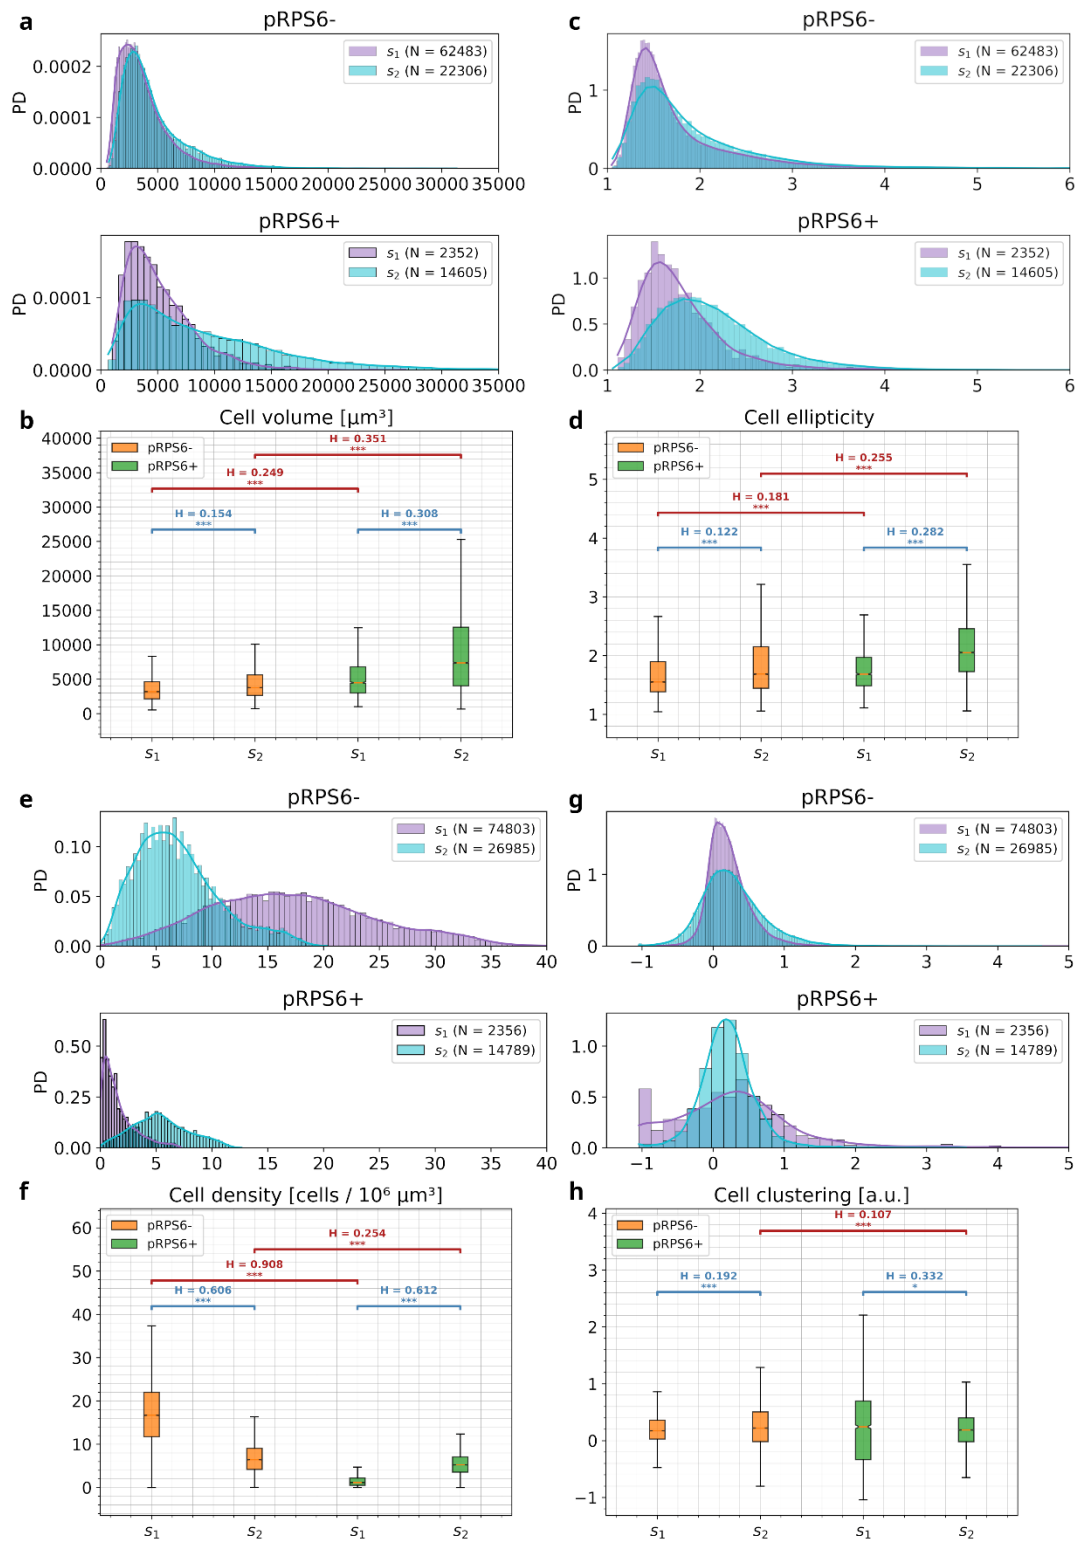 a
pRPS6-
PD
0.0002
0.0001
0.0000
s₁ (N = 62483)
s₂ (N = 22306)
0 5000 10000 15000 20000 25000 30000 35000
pRPS6+
PD
0.0001
0.0000
s₁ (N = 2352)
s₂ (N = 14605)
0 5000 10000 15000 20000 25000 30000 35000
b
Cell volume [µm³]
40000
35000
30000
25000
20000
15000
10000
5000
0
pRPS6-
pRPS6+
H = 0.351
***
H = 0.249
***
H = 0.154
***
H = 0.308
***
s₁ s₂ s₁ s₂
c
pRPS6-
PD
1
0
s₁ (N = 62483)
s₂ (N = 22306)
1 2 3 4 5 6
pRPS6+
PD
1.0
0.5
0.0
s₁ (N = 2352)
s₂ (N = 14605)
1 2 3 4 5 6
d
Cell ellipticity
5
4
3
2
1
pRPS6-
pRPS6+
H = 0.255
***
H = 0.181
***
H = 0.122
***
H = 0.282
***
s₁ s₂ s₁ s₂
e
pRPS6-
PD
0.10
0.05
0.00
s₁ (N = 74803)
s₂ (N = 26985)
0 5 10 15 20 25 30 35 40
pRPS6+
PD
0.50
0.25
0.00
s₁ (N = 2356)
s₂ (N = 14789)
0 5 10 15 20 25 30 35 40
f
Cell density [cells / 10⁶ µm³]
60
50
40
30
20
10
0
pRPS6-
pRPS6+
H = 0.254
***
H = 0.908
***
H = 0.606
***
H = 0.612
***
s₁ s₂ s₁ s₂
g
pRPS6-
PD
1
0
s₁ (N = 74803)
s₂ (N = 26985)
−1 0 1 2 3 4 5
pRPS6+
PD
1.0
0.5
0.0
s₁ (N = 2356)
s₂ (N = 14789)
−1 0 1 2 3 4 5
h
Cell clustering [a.u.]
4
3
2
1
0
−1
pRPS6-
pRPS6+
H = 0.107
***
H = 0.192
***
H = 0.332
*
s₁ s₂ s₁ s₂